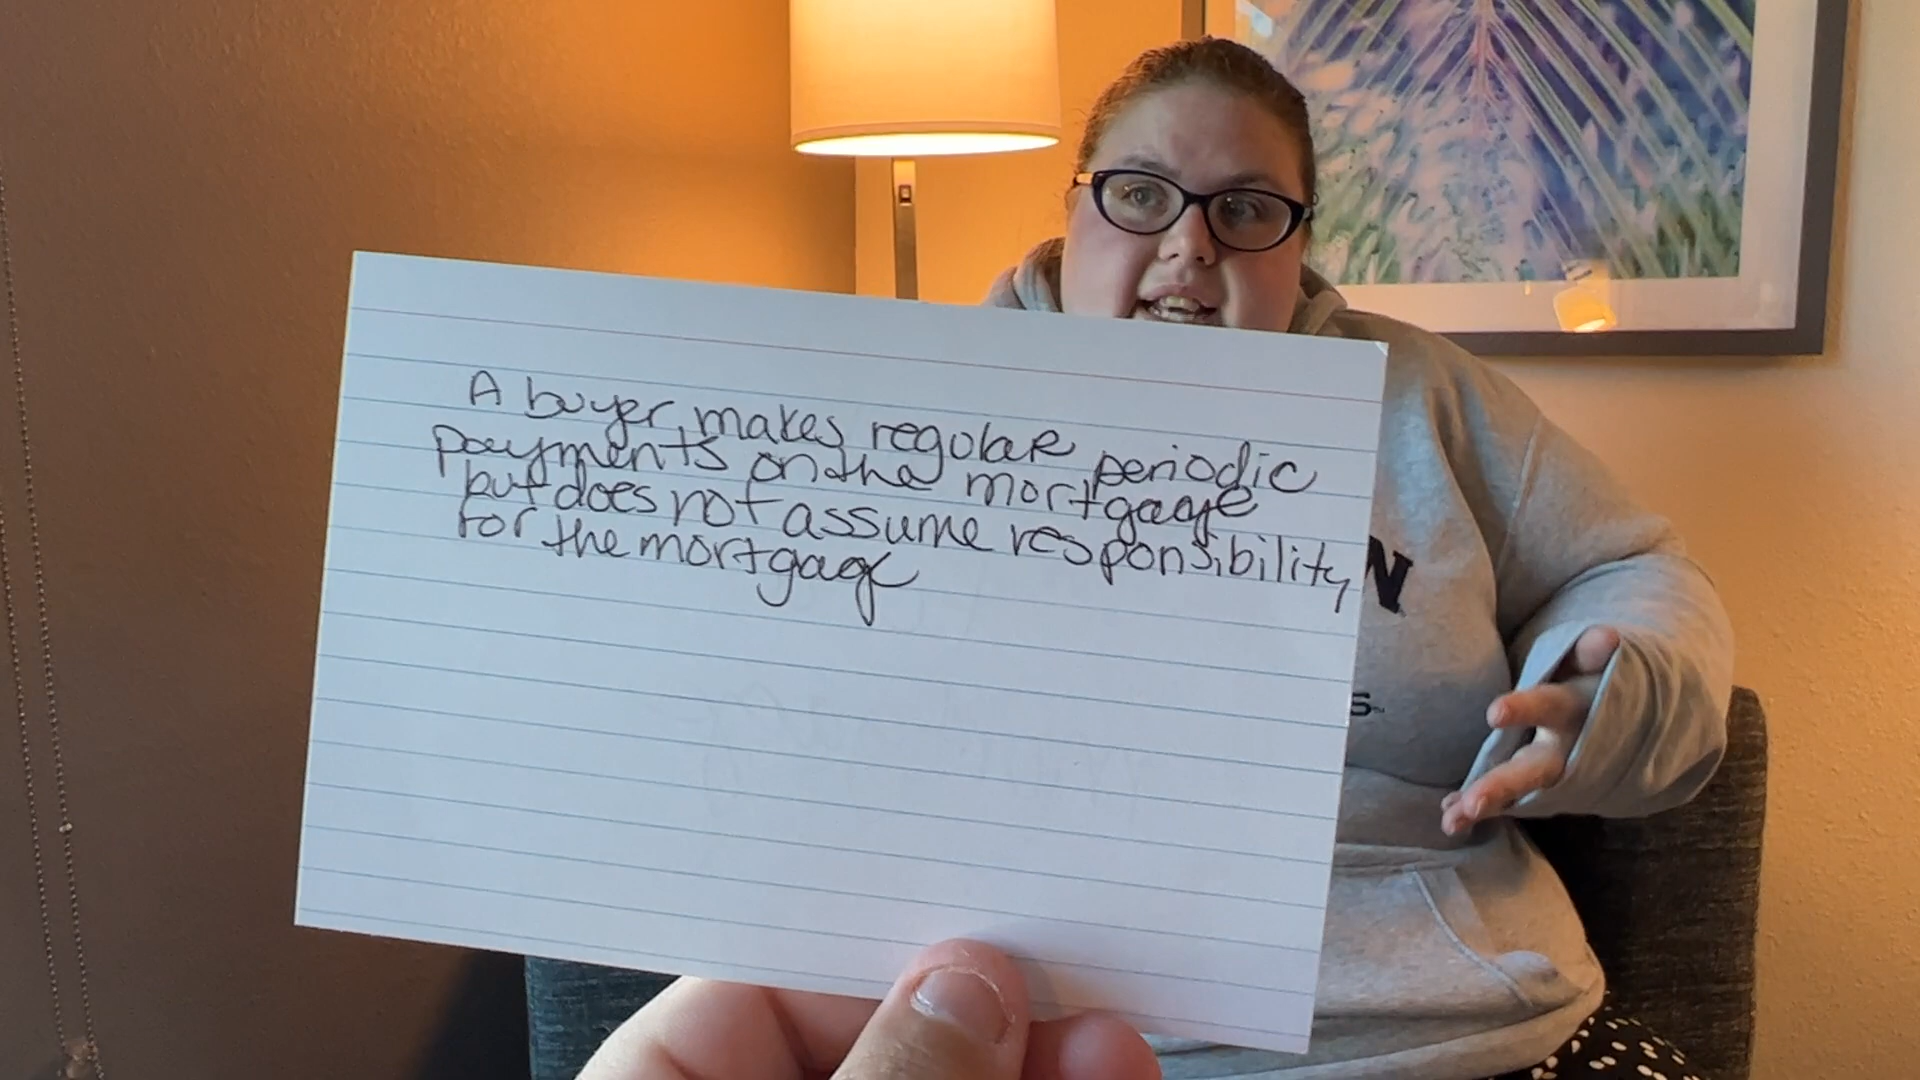 A buyer makes regular periodic
payments on the mortgage
but does not assume responsibility
for the mortgage
N
S